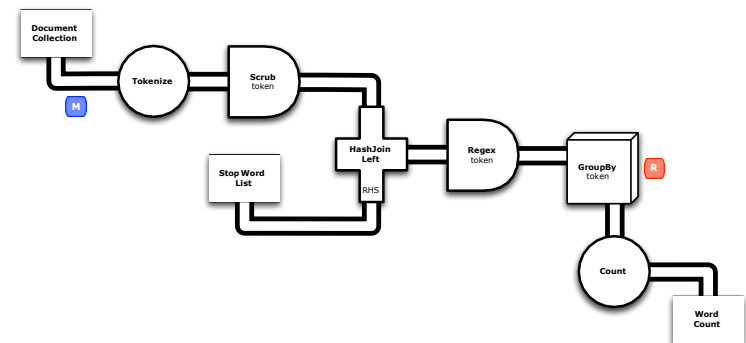 Document
Collection
M
Tokenize
Scrub
token
HashJoin
Left
RHS
Stop Word
List
Regex
token
GroupBy
token
R
Count
Word
Count